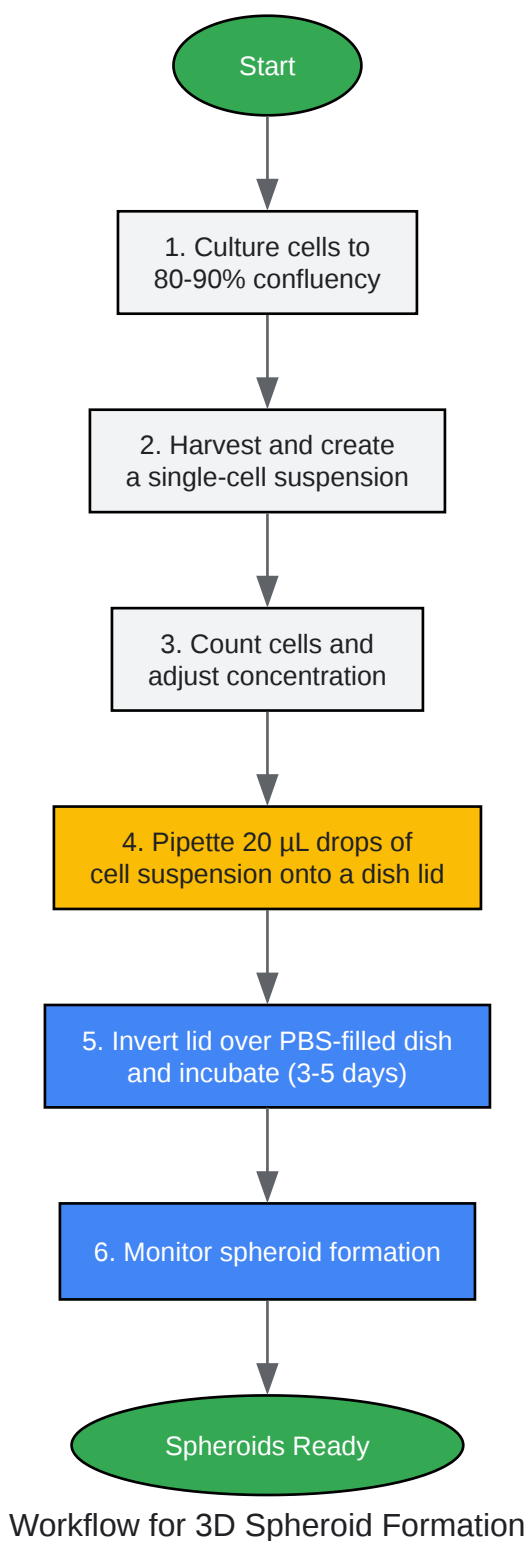 Start
1. Culture cells to
80-90% confluency
2. Harvest and create
a single-cell suspension
3. Count cells and
adjust concentration
4. Pipette 20 µL drops of
cell suspension onto a dish lid
5. Invert lid over PBS-filled dish
and incubate (3-5 days)
6. Monitor spheroid formation
Spheroids Ready
Workflow for 3D Spheroid Formation